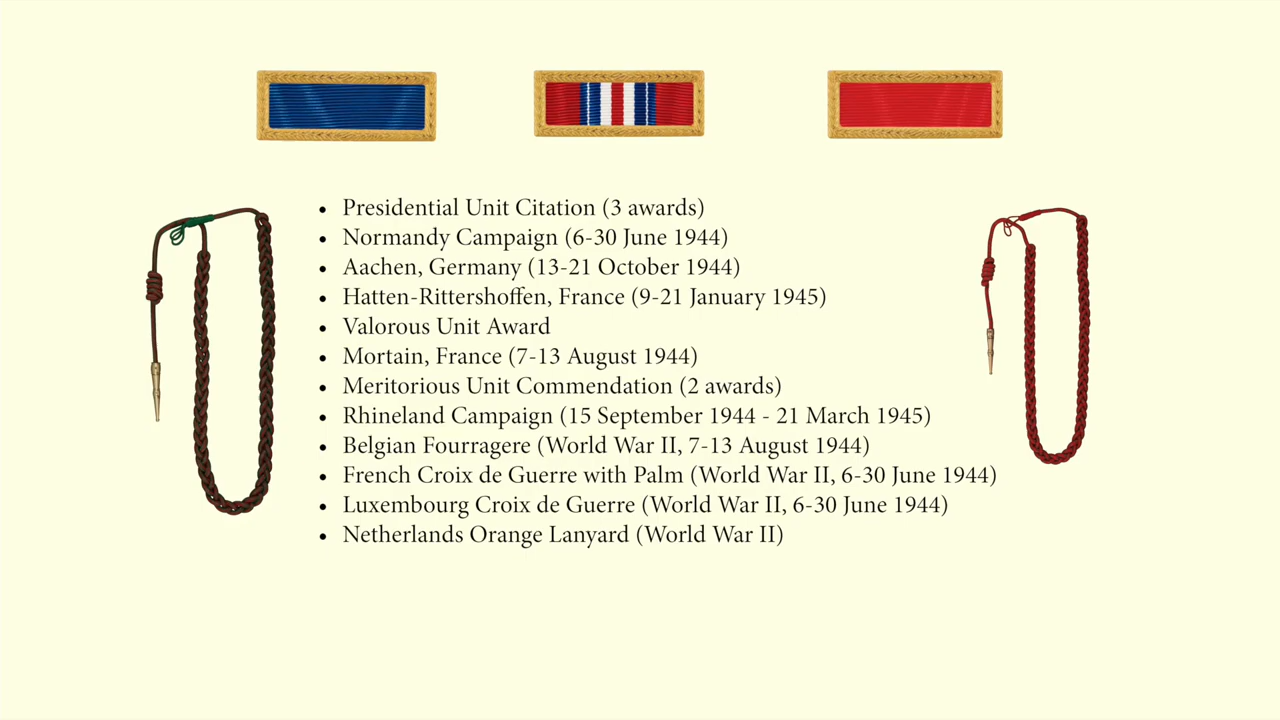 • Presidential Unit Citation (3 awards)
• Normandy Campaign (6-30 June 1944)
• Aachen, Germany (13-21 October 1944)
• Hatten-Rittershoffen, France (9-21 January 1945)
• Valorous Unit Award
• Mortain, France (7-13 August 1944)
• Meritorious Unit Commendation (2 awards)
• Rhineland Campaign (15 September 1944 - 21 March 1945)
• Belgian Fourragere (World War II, 7-13 August 1944)
• French Croix de Guerre with Palm (World War II, 6-30 June 1944)
• Luxembourg Croix de Guerre (World War II, 6-30 June 1944)
• Netherlands Orange Lanyard (World War II)